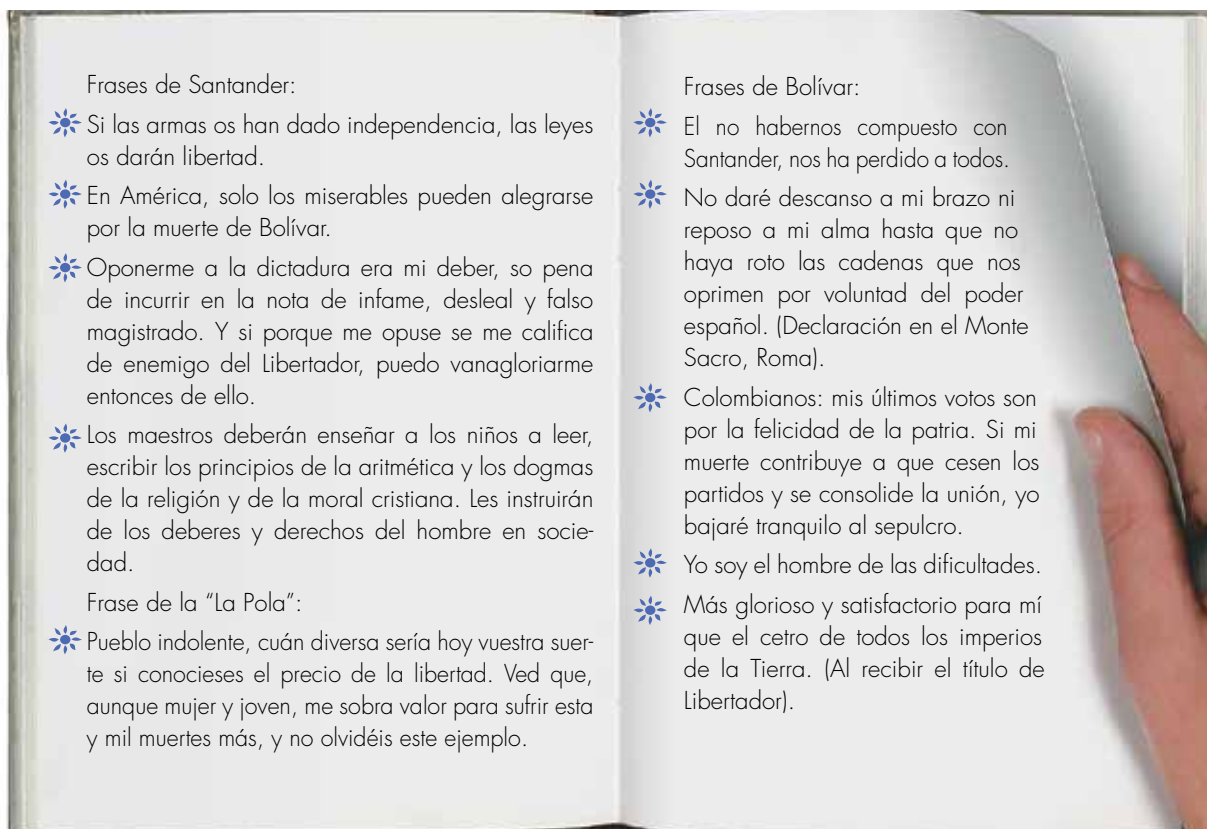 Frases de Santander:
Si las armas os han dado independencia, las leyes
os darán libertad.
En América, solo los miserables pueden alegrarse
por la muerte de Bolívar.
Oponerme a la dictadura era mi deber, so pena
de incurrir en la nota de infame, desleal y falso
magistrado. Y si porque me opuse se me califica
de enemigo del Libertador, puedo vanagloriarme
entonces de ello.
Los maestros deberán enseñar a los niños a leer,
escribir los principios de la aritmética y los dogmas
de la religión y de la moral cristiana. Les instruirán
de los deberes y derechos del hombre en socie-
dad.
Frase de la "La Pola":
Pueblo indolente, cuán diversa sería hoy vuestra suer-
te si conocieses el precio de la libertad. Ved que,
aunque mujer y joven, me sobra valor para sufrir esta
y mil muertes más, y no olvidéis este ejemplo.
Frases de Bolívar:
El no habernos compuesto con
Santander, nos ha perdido a todos.
No daré descanso a mi brazo ni
reposo a mi alma hasta que no
haya roto las cadenas que nos
oprimen por voluntad del poder
español. (Declaración en el Monte
Sacro, Roma).
Colombianos: mis últimos votos son
por la felicidad de la patria. Si mi
muerte contribuye a que cesen los
partidos y se consolide la unión, yo
bajaré tranquilo al sepulcro.
Yo soy el hombre de las dificultades.
Más glorioso y satisfactorio para mí
que el cetro de todos los imperios
de la Tierra. (Al recibir el título de
Libertador).